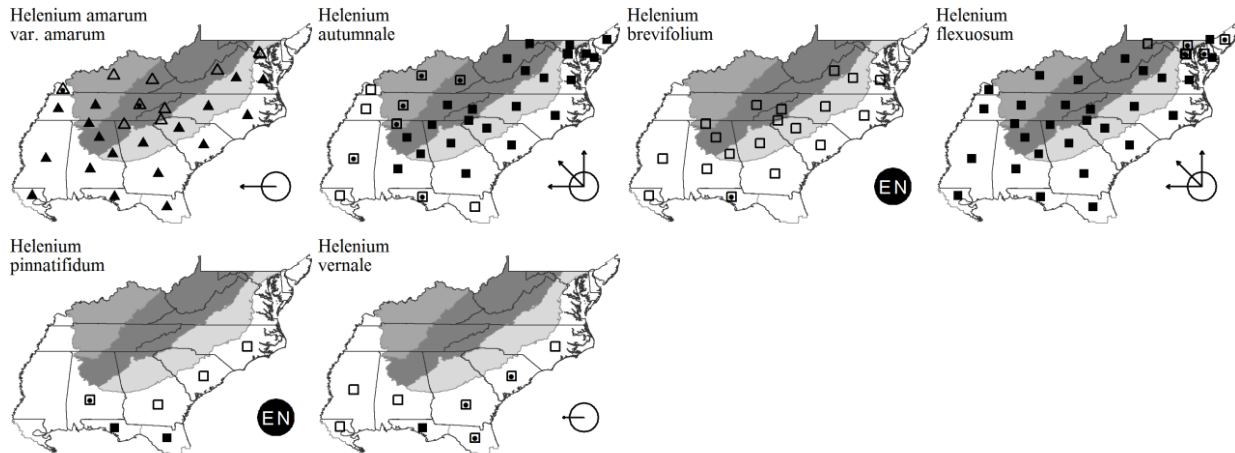 Helenium amarum
var. amarum
Helenium
autumnale
Helenium
brevifolium
EN
Helenium
flexuosum
Helenium
pinnatifidum
EN
Helenium
vernale